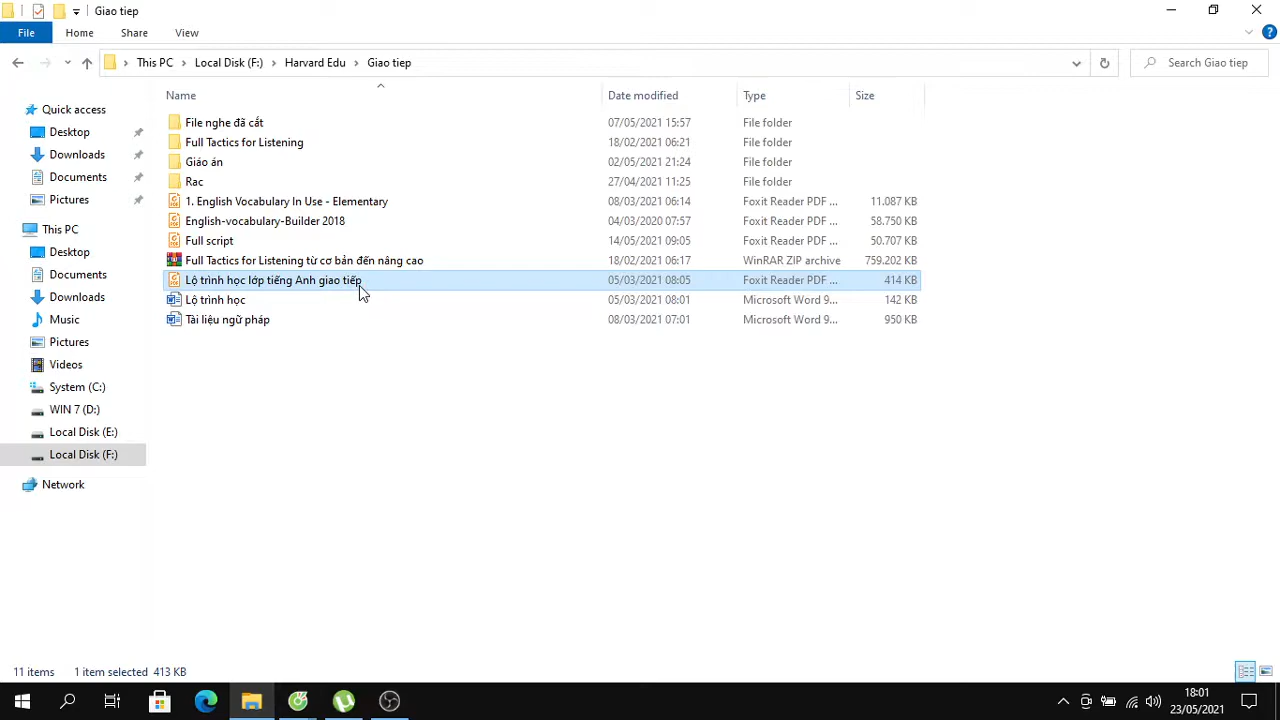 Giao tiep
File Home Share View
This PC Local Disk (F:) Harvard Edu Giao tiep Search Giao tiep
Name Date modified Type Size
Quick access
Desktop
Downloads
Documents
Pictures
This PC
Desktop
Documents
Downloads
Music
Pictures
Videos
System (C:)
WIN 7 (D:)
Local Disk (E:)
Local Disk (F:)
Network
File nghe đã cắt 07/05/2021 15:57 File folder
Full Tactics for Listening 18/02/2021 06:21 File folder
Giáo án 02/05/2021 21:24 File folder
Rac 27/04/2021 11:25 File folder
1. English Vocabulary In Use - Elementary 08/03/2021 06:14 Foxit Reader PDF ... 11.087 KB
English-vocabulary-Builder 2018 04/03/2020 07:57 Foxit Reader PDF ... 58.750 KB
Full script 14/05/2021 09:05 Foxit Reader PDF ... 50.707 KB
Full Tactics for Listening từ cơ bản đến nâng cao 18/02/2021 06:17 WinRAR ZIP archive 759.202 KB
Lộ trình học lớp tiếng Anh giao tiếp 05/03/2021 08:05 Foxit Reader PDF ... 414 KB
Lộ trình học 05/03/2021 08:01 Microsoft Word 9... 142 KB
Tài liệu ngữ pháp 08/03/2021 07:01 Microsoft Word 9... 950 KB
11 items 1 item selected 413 KB
18:01
23/05/2021